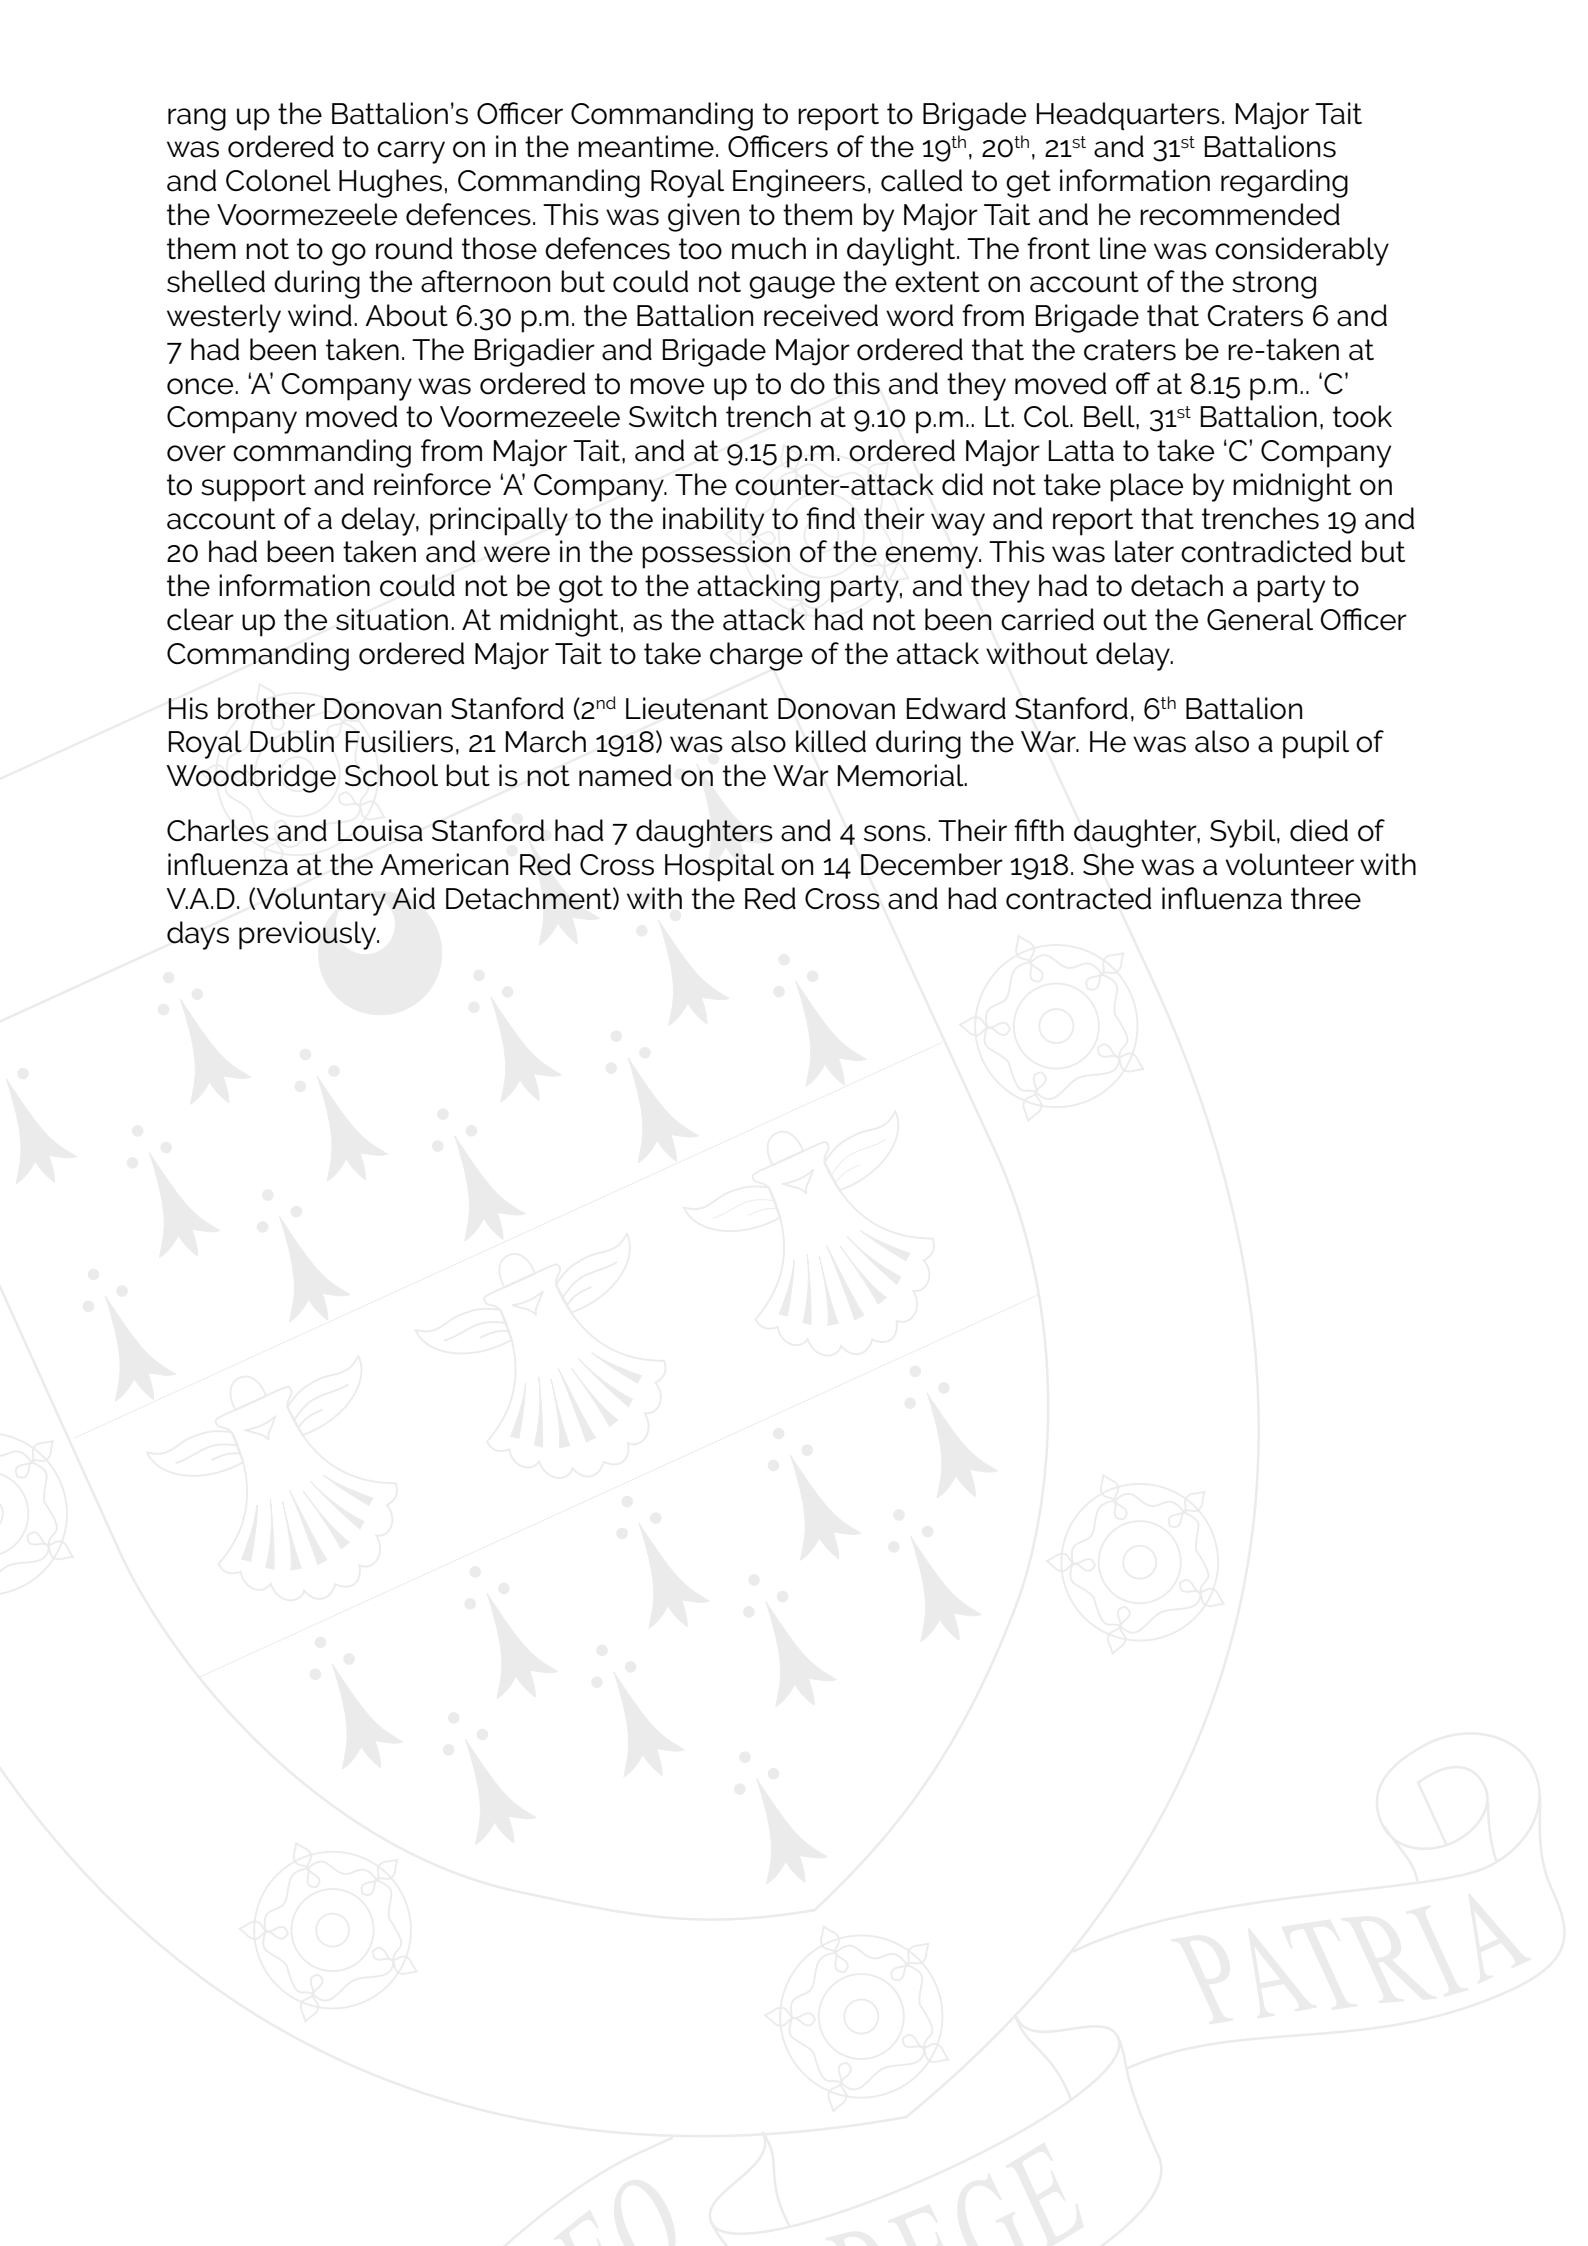 rang up the Battalion’s Officer Commanding to report to Brigade Headquarters. Major Tait
was ordered to carry on in the meantime. Officers of the 19th, 20th, 21st and 31st Battalions
and Colonel Hughes, Commanding Royal Engineers, called to get information regarding
the Voormezeele defences. This was given to them by Major Tait and he recommended
them not to go round those defences too much in daylight. The front line was considerably
shelled during the afternoon but could not gauge the extent on account of the strong
westerly wind. About 6.30 p.m. the Battalion received word from Brigade that Craters 6 and
7 had been taken. The Brigadier and Brigade Major ordered that the craters be re-taken at
once. ‘A’ Company was ordered to move up to do this and they moved off at 8.15 p.m.. ‘C’
Company moved to Voormezeele Switch trench at 9.10 p.m.. Lt. Col. Bell, 31st Battalion, took
over commanding from Major Tait, and at 9.15 p.m. ordered Major Latta to take ‘C’ Company
to support and reinforce ‘A’ Company. The counter-attack did not take place by midnight on
account of a delay, principally to the inability to find their way and report that trenches 19 and
20 had been taken and were in the possession of the enemy. This was later contradicted but
the information could not be got to the attacking party, and they had to detach a party to
clear up the situation. At midnight, as the attack had not been carried out the General Officer
Commanding ordered Major Tait to take charge of the attack without delay.
His brother Donovan Stanford (2nd Lieutenant Donovan Edward Stanford, 6th Battalion
Royal Dublin Fusiliers, 21 March 1918) was also killed during the War. He was also a pupil of
Woodbridge School but is not named on the War Memorial.
Charles and Louisa Stanford had 7 daughters and 4 sons. Their fifth daughter, Sybil, died of
influenza at the American Red Cross Hospital on 14 December 1918. She was a volunteer with
V.A.D. (Voluntary Aid Detachment) with the Red Cross and had contracted influenza three
days previously.
PATRIA